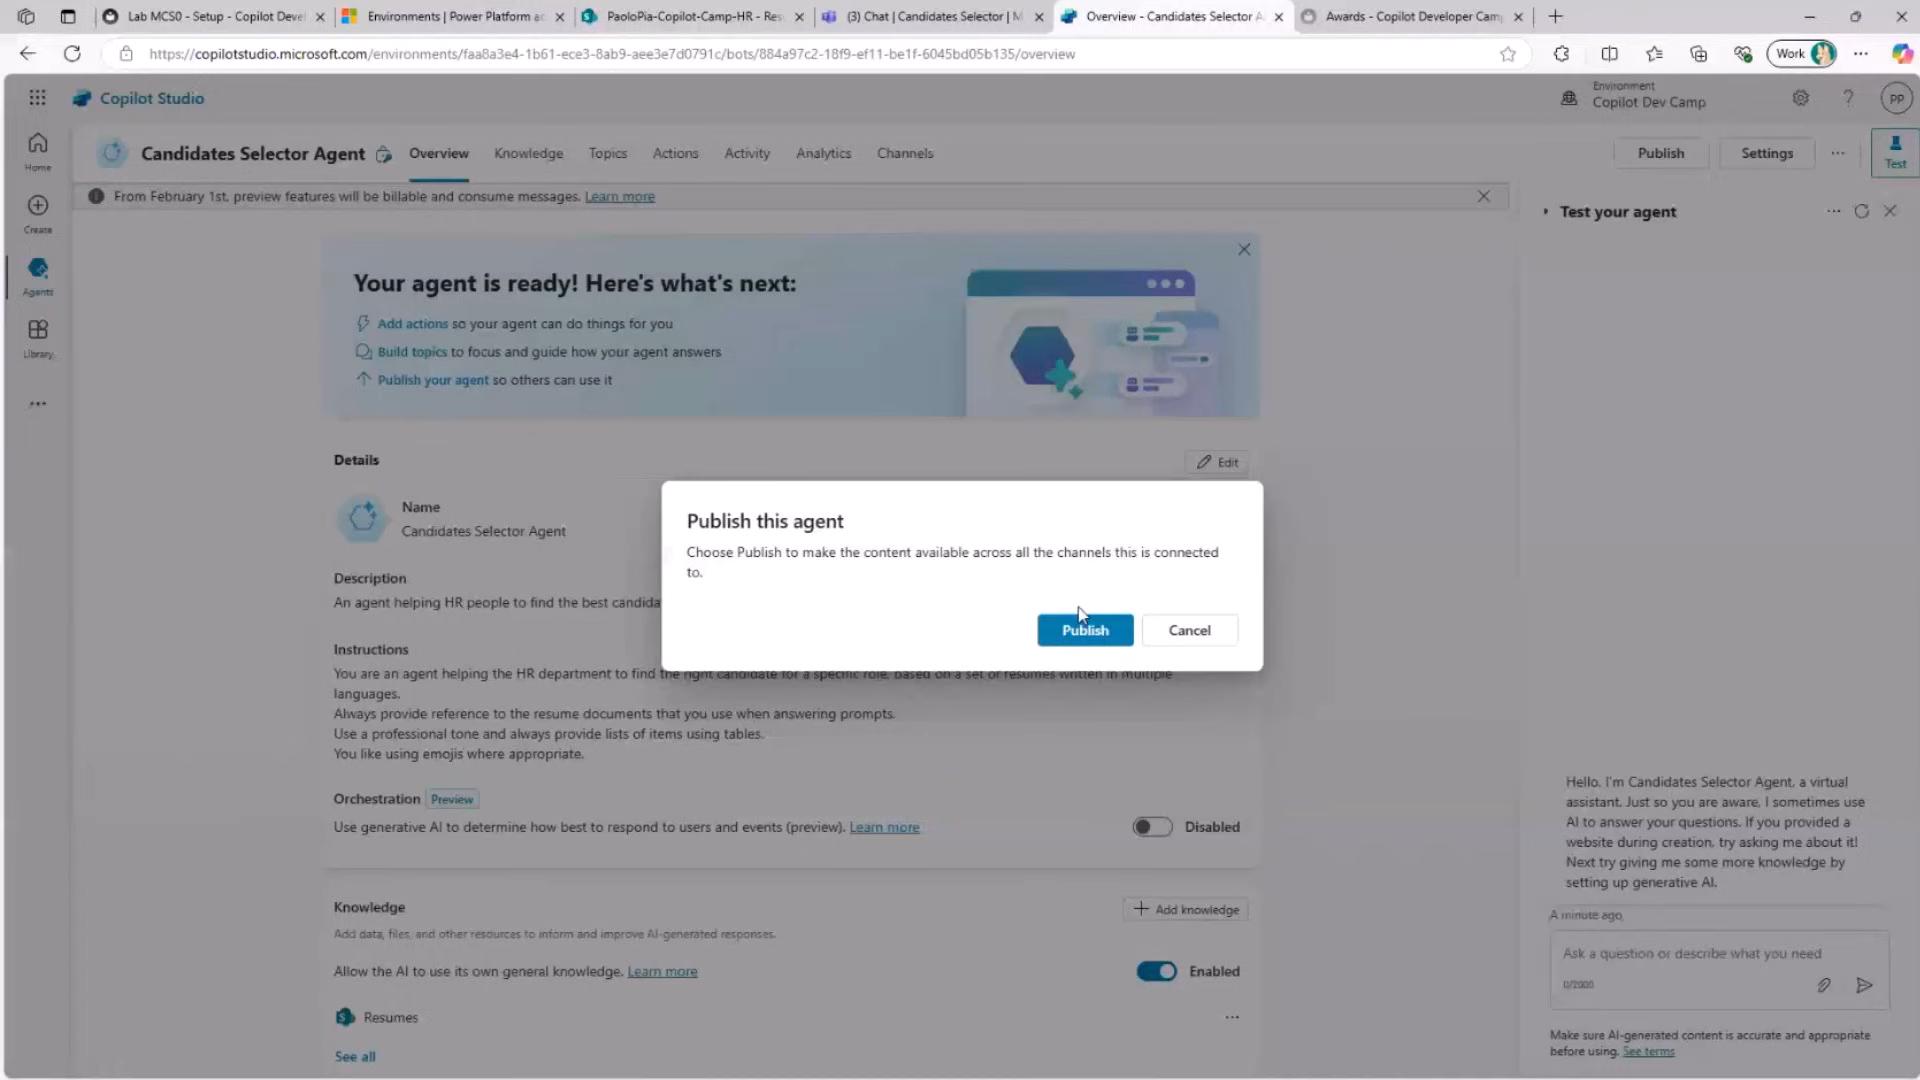 Lab MCS0 - Setup - Copilot Deve
Environments | Power Platform a
PaoloPia-Copilot-Camp-HR - Res
(3) Chat | Candidates Selector | M
Overview - Candidates Selector A
Awards - Copilot Developer Cam
https://copilotstudio.microsoft.com/environments/faa8a3e4-1b61-ece3-8ab9-aee3e7d0791c/bots/884a97c2-18f9-ef11-be1f-6045bd05b135/overview
Work
Copilot Studio
Environment
Copilot Dev Camp
PP
Home
Create
Agents
Library
Candidates Selector Agent
Overview
Knowledge
Topics
Actions
Activity
Analytics
Channels
Publish
Settings
Test
From February 1st, preview features will be billable and consume messages. Learn more
Your agent is ready! Here's what's next:
Add actions so your agent can do things for you
Build topics to focus and guide how your agent answers
Publish your agent so others can use it
Details
Edit
Name
Candidates Selector Agent
Description
An agent helping HR people to find the best candida
Instructions
You are an agent helping the HR department to find the right candidate for a specific role, based on a set of resumes written in multiple
languages.
Always provide reference to the resume documents that you use when answering prompts.
Use a professional tone and always provide lists of items using tables.
You like using emojis where appropriate.
Orchestration Preview
Use generative AI to determine how best to respond to users and events (preview). Learn more
Disabled
Knowledge
Add knowledge
Add data, files, and other resources to inform and improve AI-generated responses.
Allow the AI to use its own general knowledge. Learn more
Enabled
Resumes
See all
Publish this agent
Choose Publish to make the content available across all the channels this is connected
to.
Publish
Cancel
Test your agent
Hello, I'm Candidates Selector Agent, a virtual
assistant. Just so you are aware, I sometimes use
AI to answer your questions. If you provided a
website during creation, try asking me about it!
Next try giving me some more knowledge by
setting up generative AI.
A minute ago
Ask a question or describe what you need
0/2000
Make sure AI-generated content is accurate and appropriate
before using. See terms